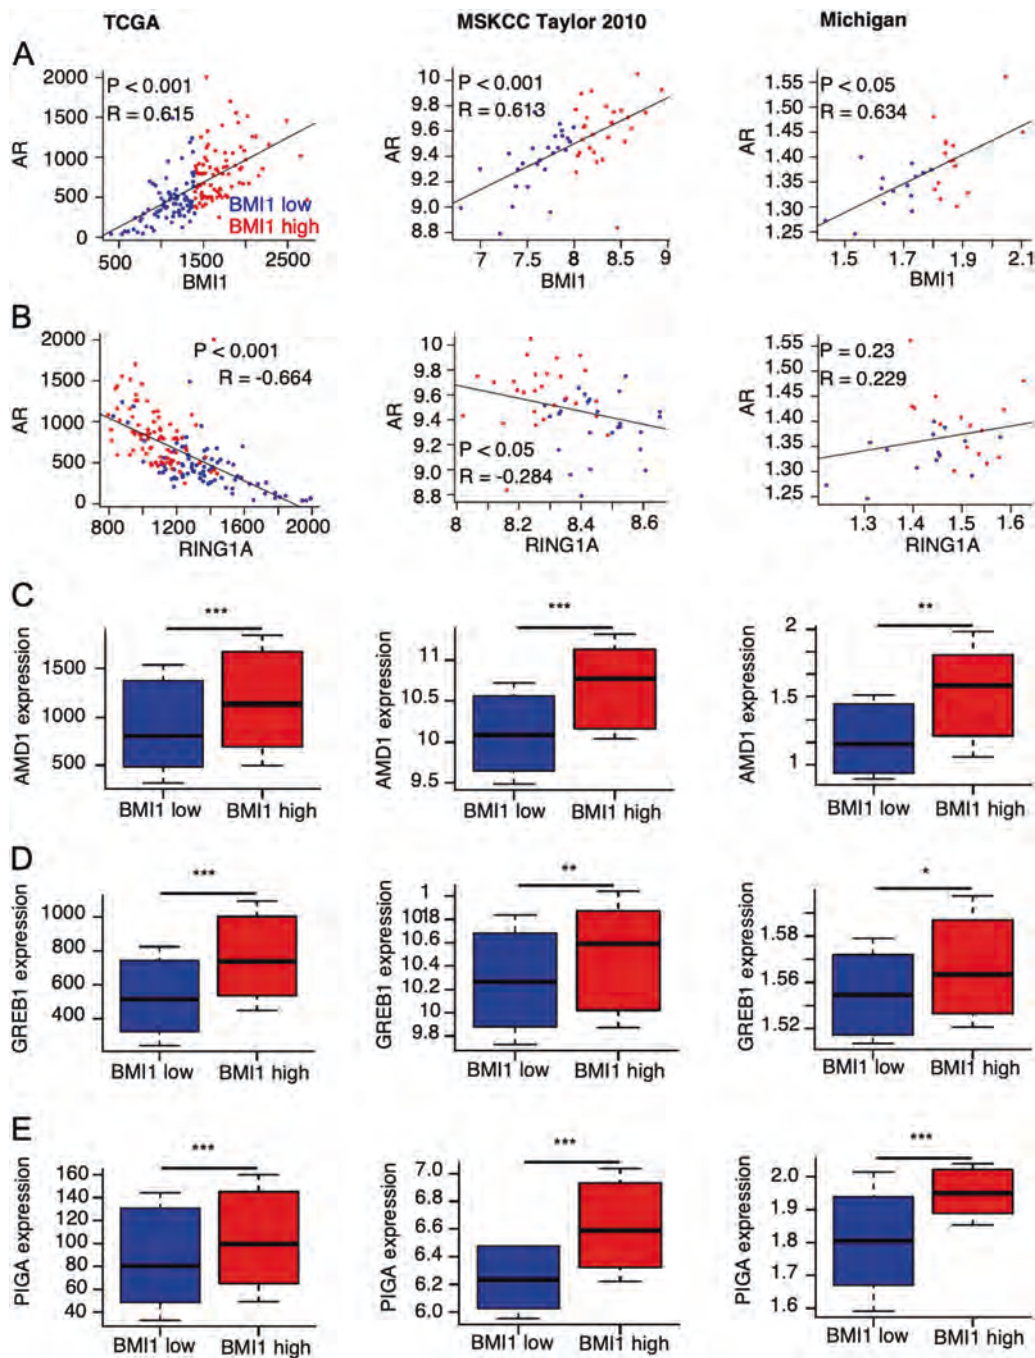 TCGA
MSKCC Taylor 2010
Michigan
A
AR
2000
1500
1000
500
0
P < 0.001
R = 0.615
BMI1 low
BMI1 high
500
1500
2500
BMI1
AR
10
9.8
9.6
9.4
9.2
9.0
8.8
P < 0.001
R = 0.613
7
7.5
8
8.5
9
BMI1
AR
1.55
1.45
1.40
1.35
1.30
1.25
P < 0.05
R = 0.634
1.5
1.7
1.9
2.1
BMI1
B
AR
2000
1500
1000
500
0
P < 0.001
R = -0.664
800
1200
1600
2000
RING1A
AR
10
9.8
9.6
9.4
9.2
9.0
8.8
P < 0.05
R = -0.284
8
8.2
8.4
8.6
RING1A
AR
1.55
1.45
1.40
1.35
1.30
1.25
P = 0.23
R = 0.229
1.3
1.4
1.5
1.6
RING1A
C
AMD1 expression
1500
1000
500
***
BMI1 low
BMI1 high
AMD1 expression
11
10.5
10
9.5
***
BMI1 low
BMI1 high
AMD1 expression
2
1.5
1
**
BMI1 low
BMI1 high
D
GREB1 expression
1000
800
600
400
***
BMI1 low
BMI1 high
GREB1 expression
1
10.8
10.6
10.4
10.2
10
9.8
**
BMI1 low
BMI1 high
GREB1 expression
1.58
1.56
1.52
*
BMI1 low
BMI1 high
E
PIGA expression
160
140
120
100
80
60
40
***
BMI1 low
BMI1 high
PIGA expression
7.0
6.6
6.4
6.2
6.0
***
BMI1 low
BMI1 high
PIGA expression
2.0
1.9
1.8
1.7
1.6
***
BMI1 low
BMI1 high